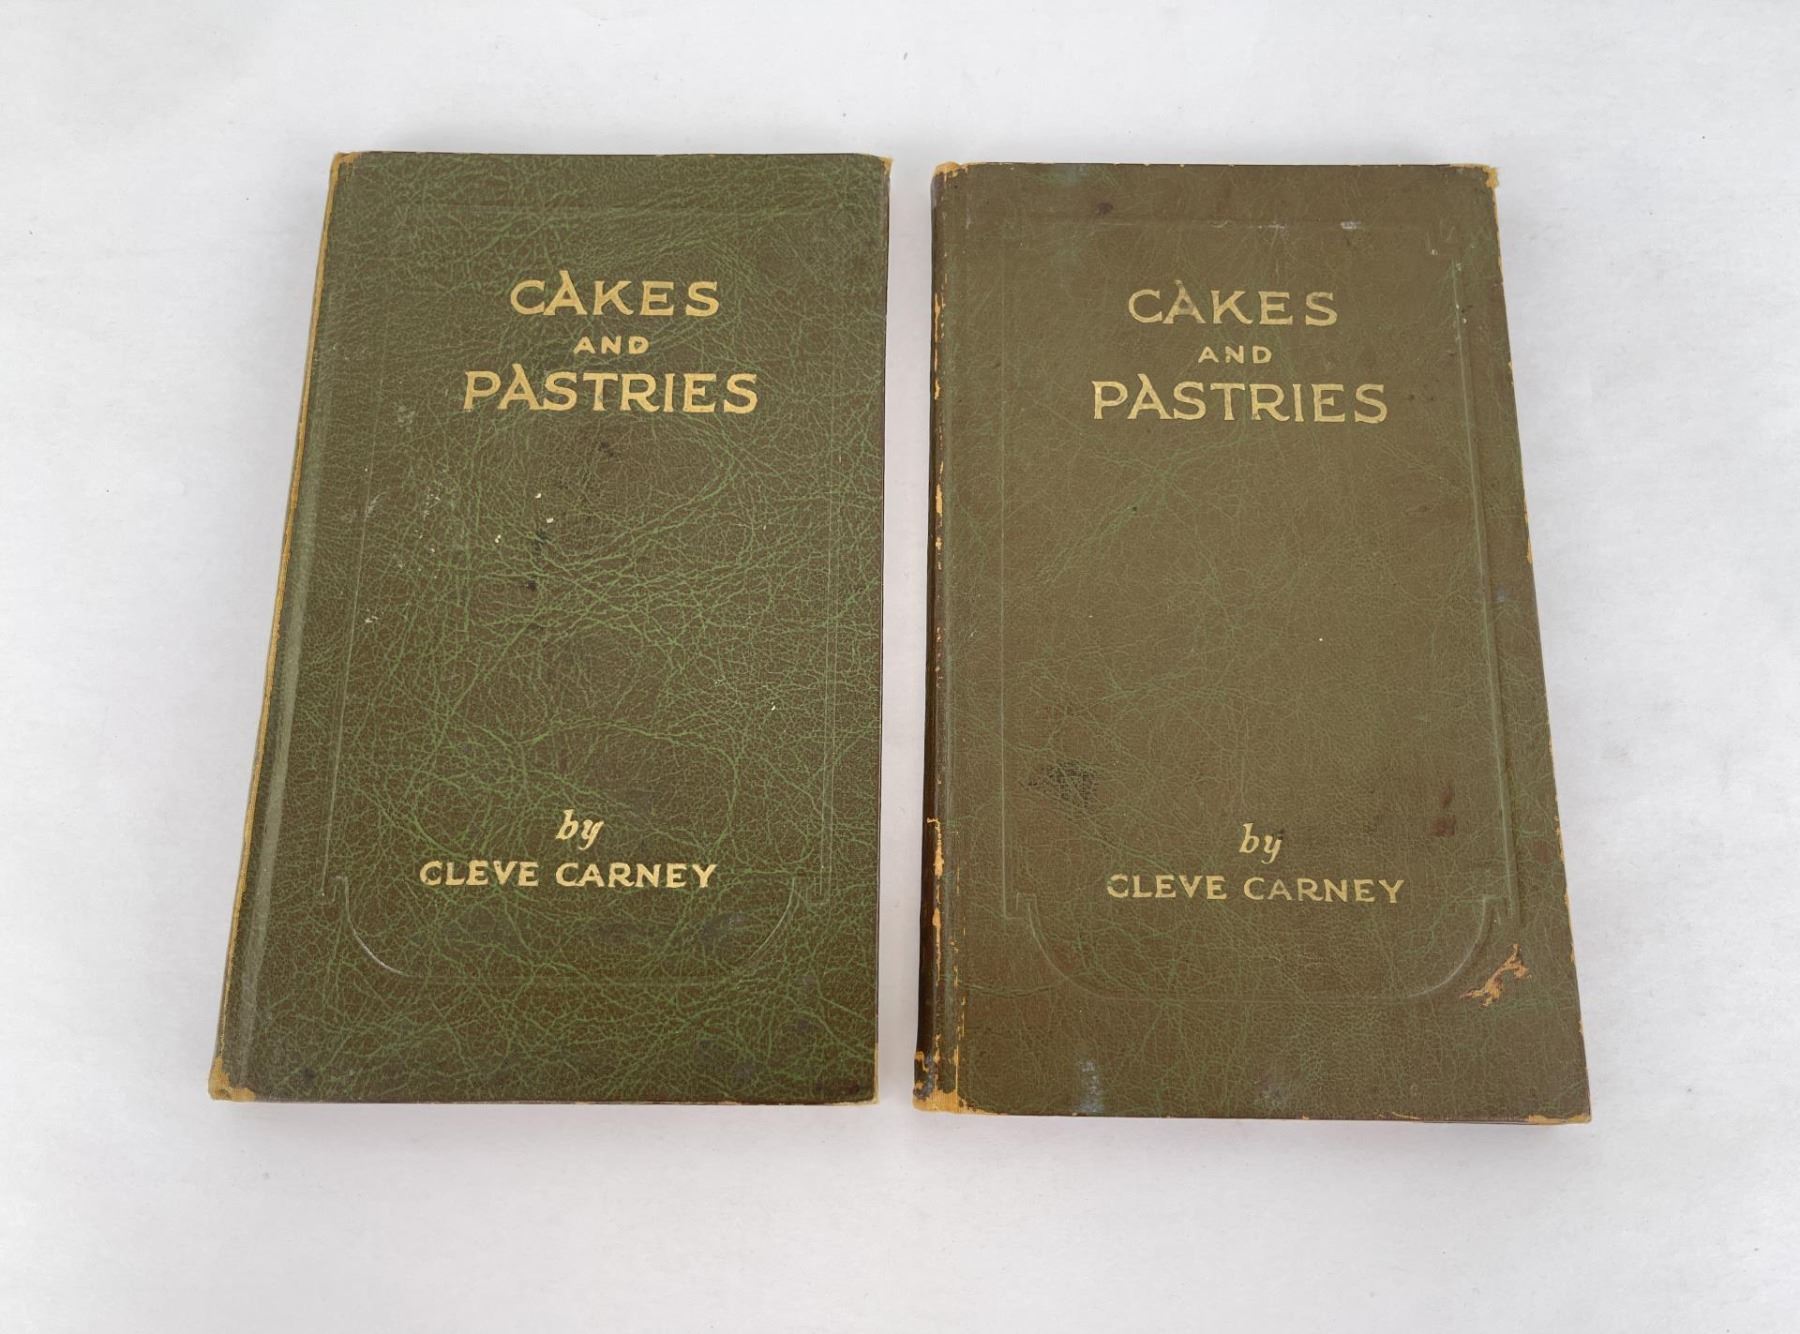 CAKES
AND
PASTRIES
by
CLEVE CARNEY
CAKES
AND
PASTRIES
by
CLEVE CARNEY